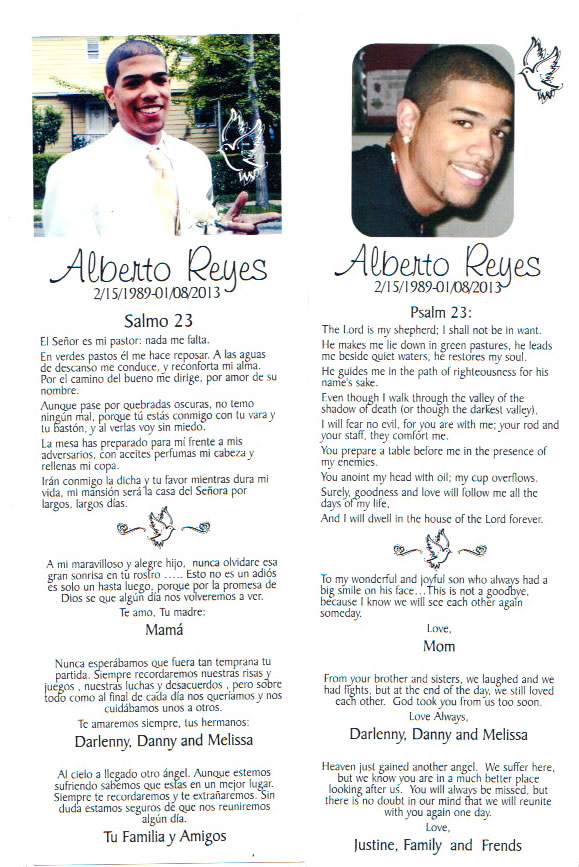 Alberto Reyes
2/15/1989-01/08/2013
Salmo 23
El Señor es mi pastor: nada me falta.
En verdes pastos él me hace reposar. A las aguas
de descanso me conduce, y reconforta mi alma.
Por el camino del bueno me dirige, por amor de su
nombre.
Aunque pase por quebradas oscuras, no temo
ningún mal, porque tú estás conmigo con tu vara y
tu bastón, y al verlas voy sin miedo.
La mesa has preparado para mí frente a mis
adversarios, con aceites perfumas mi cabeza y
rellenas mi copa.
Irán conmigo la dicha y tu favor mientras dura mi
vida, mi mansión será la casa del Señora por
largos, largos días.
A mi maravilloso y alegre hijo, nunca olvidare esa
gran sonrisa en tú rostro ..... Esto no es un adiós
es solo un hasta luego, porque por la promesa de
Dios se que algún día nos volveremos a ver.
Te amo, Tu madre:
Mamá
Nunca esperábamos que fuera tan temprana tu
partida. Siempre recordaremos nuestras risas y
juegos , nuestras luchas y desacuerdos , pero sobre
todo como al final de cada día nos queríamos y nos
cuidábamos unos a otros.
Te amaremos siempre, tus hermanos:
Darlenny, Danny and Melissa
Al cielo a llegado otro ángel. Aunque estemos
sufriendo sabemos que estas en un mejor lugar.
Siempre te recordaremos y te extrañaremos. Sin
duda estamos seguros de que nos reuniremos
algún día.
Tu Familia y Amigos
Alberto Reyes
2/15/1989-01/08/2013
Psalm 23:
The Lord is my shepherd; I shall not be in want.
He makes me lie down in green pastures, he leads
me beside quiet waters, he restores my soul.
He guides me in the path of righteousness for his
name's sake.
Even though I walk through the valley of the
shadow of death (or though the darkest valley),
I will fear no evil, for you are with me; your rod and
your staff, they comfort me.
You prepare a table before me in the presence of
my enemies.
You anoint my head with oil; my cup overflows.
Surely, goodness and love will follow me all the
days of my life,
And I will dwell in the house of the Lord forever.
To my wonderful and joyful son who always had a
big smile on his face...This is not a goodbye,
because I know we will see each other again
someday.
Love,
Mom
From your brother and sisters, we laughed and we
had fights, but at the end of the day, we still loved
each other. God took you from us too soon.
Love Always,
Darlenny, Danny and Melissa
Heaven just gained another angel. We suffer here,
but we know you are in a much better place
looking after us. You will always be missed, but
there is no doubt in our mind that we will reunite
with you again one day.
Love,
Justine, Family and Frends